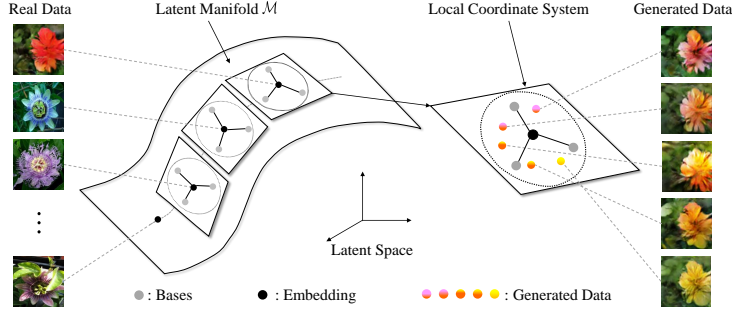 Real Data
Latent Manifold ℳ
Local Coordinate System
Generated Data
Latent Space
: Bases
: Embedding
: Generated Data